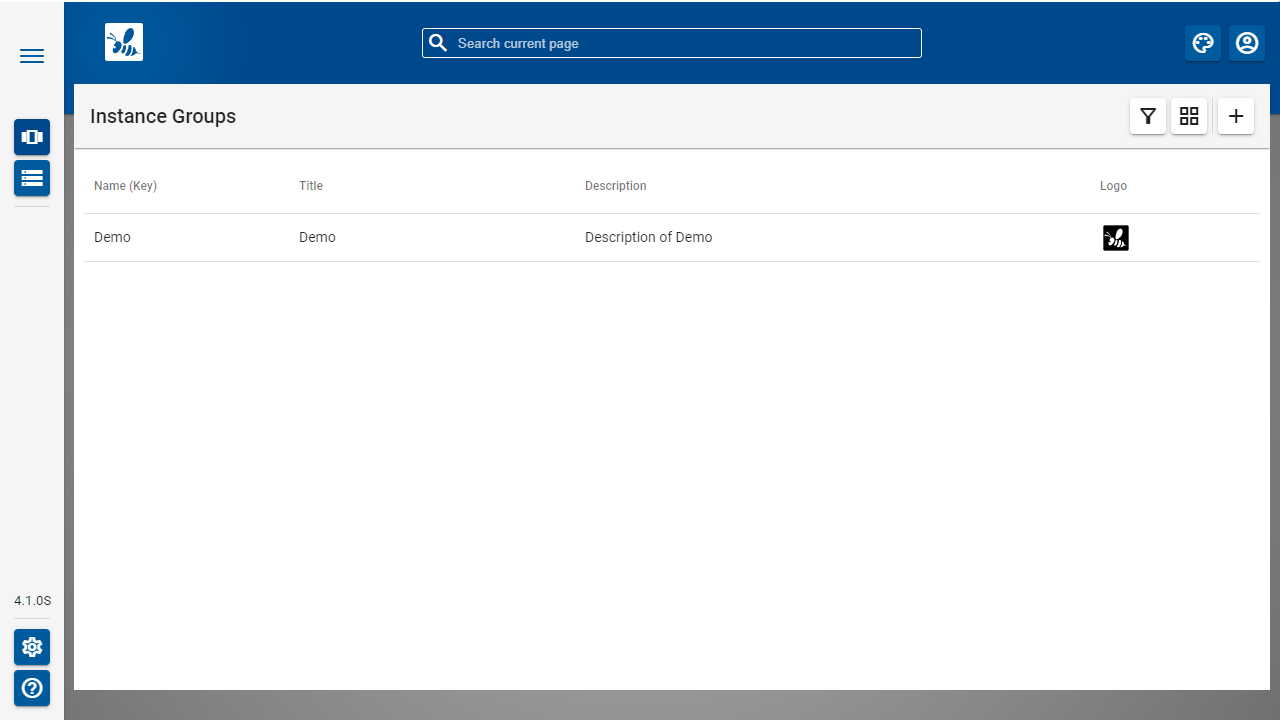 Search current page
Instance Groups
Name (Key) Title Description Logo
Demo Demo Description of Demo
4.1.0S